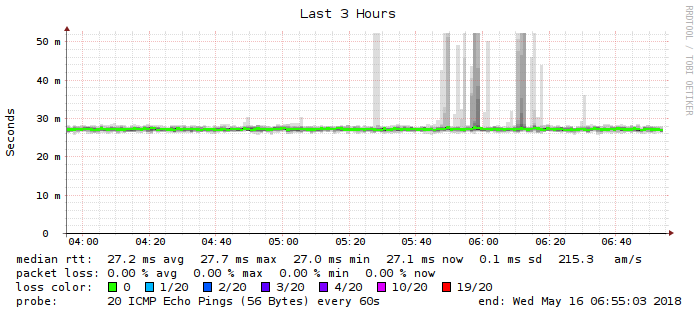 Last 3 Hours
RRDTOOL / TOBI OETIKER
Seconds
50 m
40 m
30 m
20 m
10 m
0
04:00 04:20 04:40 05:00 05:20 05:40 06:00 06:20 06:40
median rtt: 27.2 ms avg 27.7 ms max 27.0 ms min 27.1 ms now 0.1 ms sd 215.3 am/s
packet loss: 0.00 % avg 0.00 % max 0.00 % min 0.00 % now
loss color: 0 1/20 2/20 3/20 4/20 10/20 19/20
probe: 20 ICMP Echo Pings (56 Bytes) every 60s end: Wed May 16 06:55:03 2018